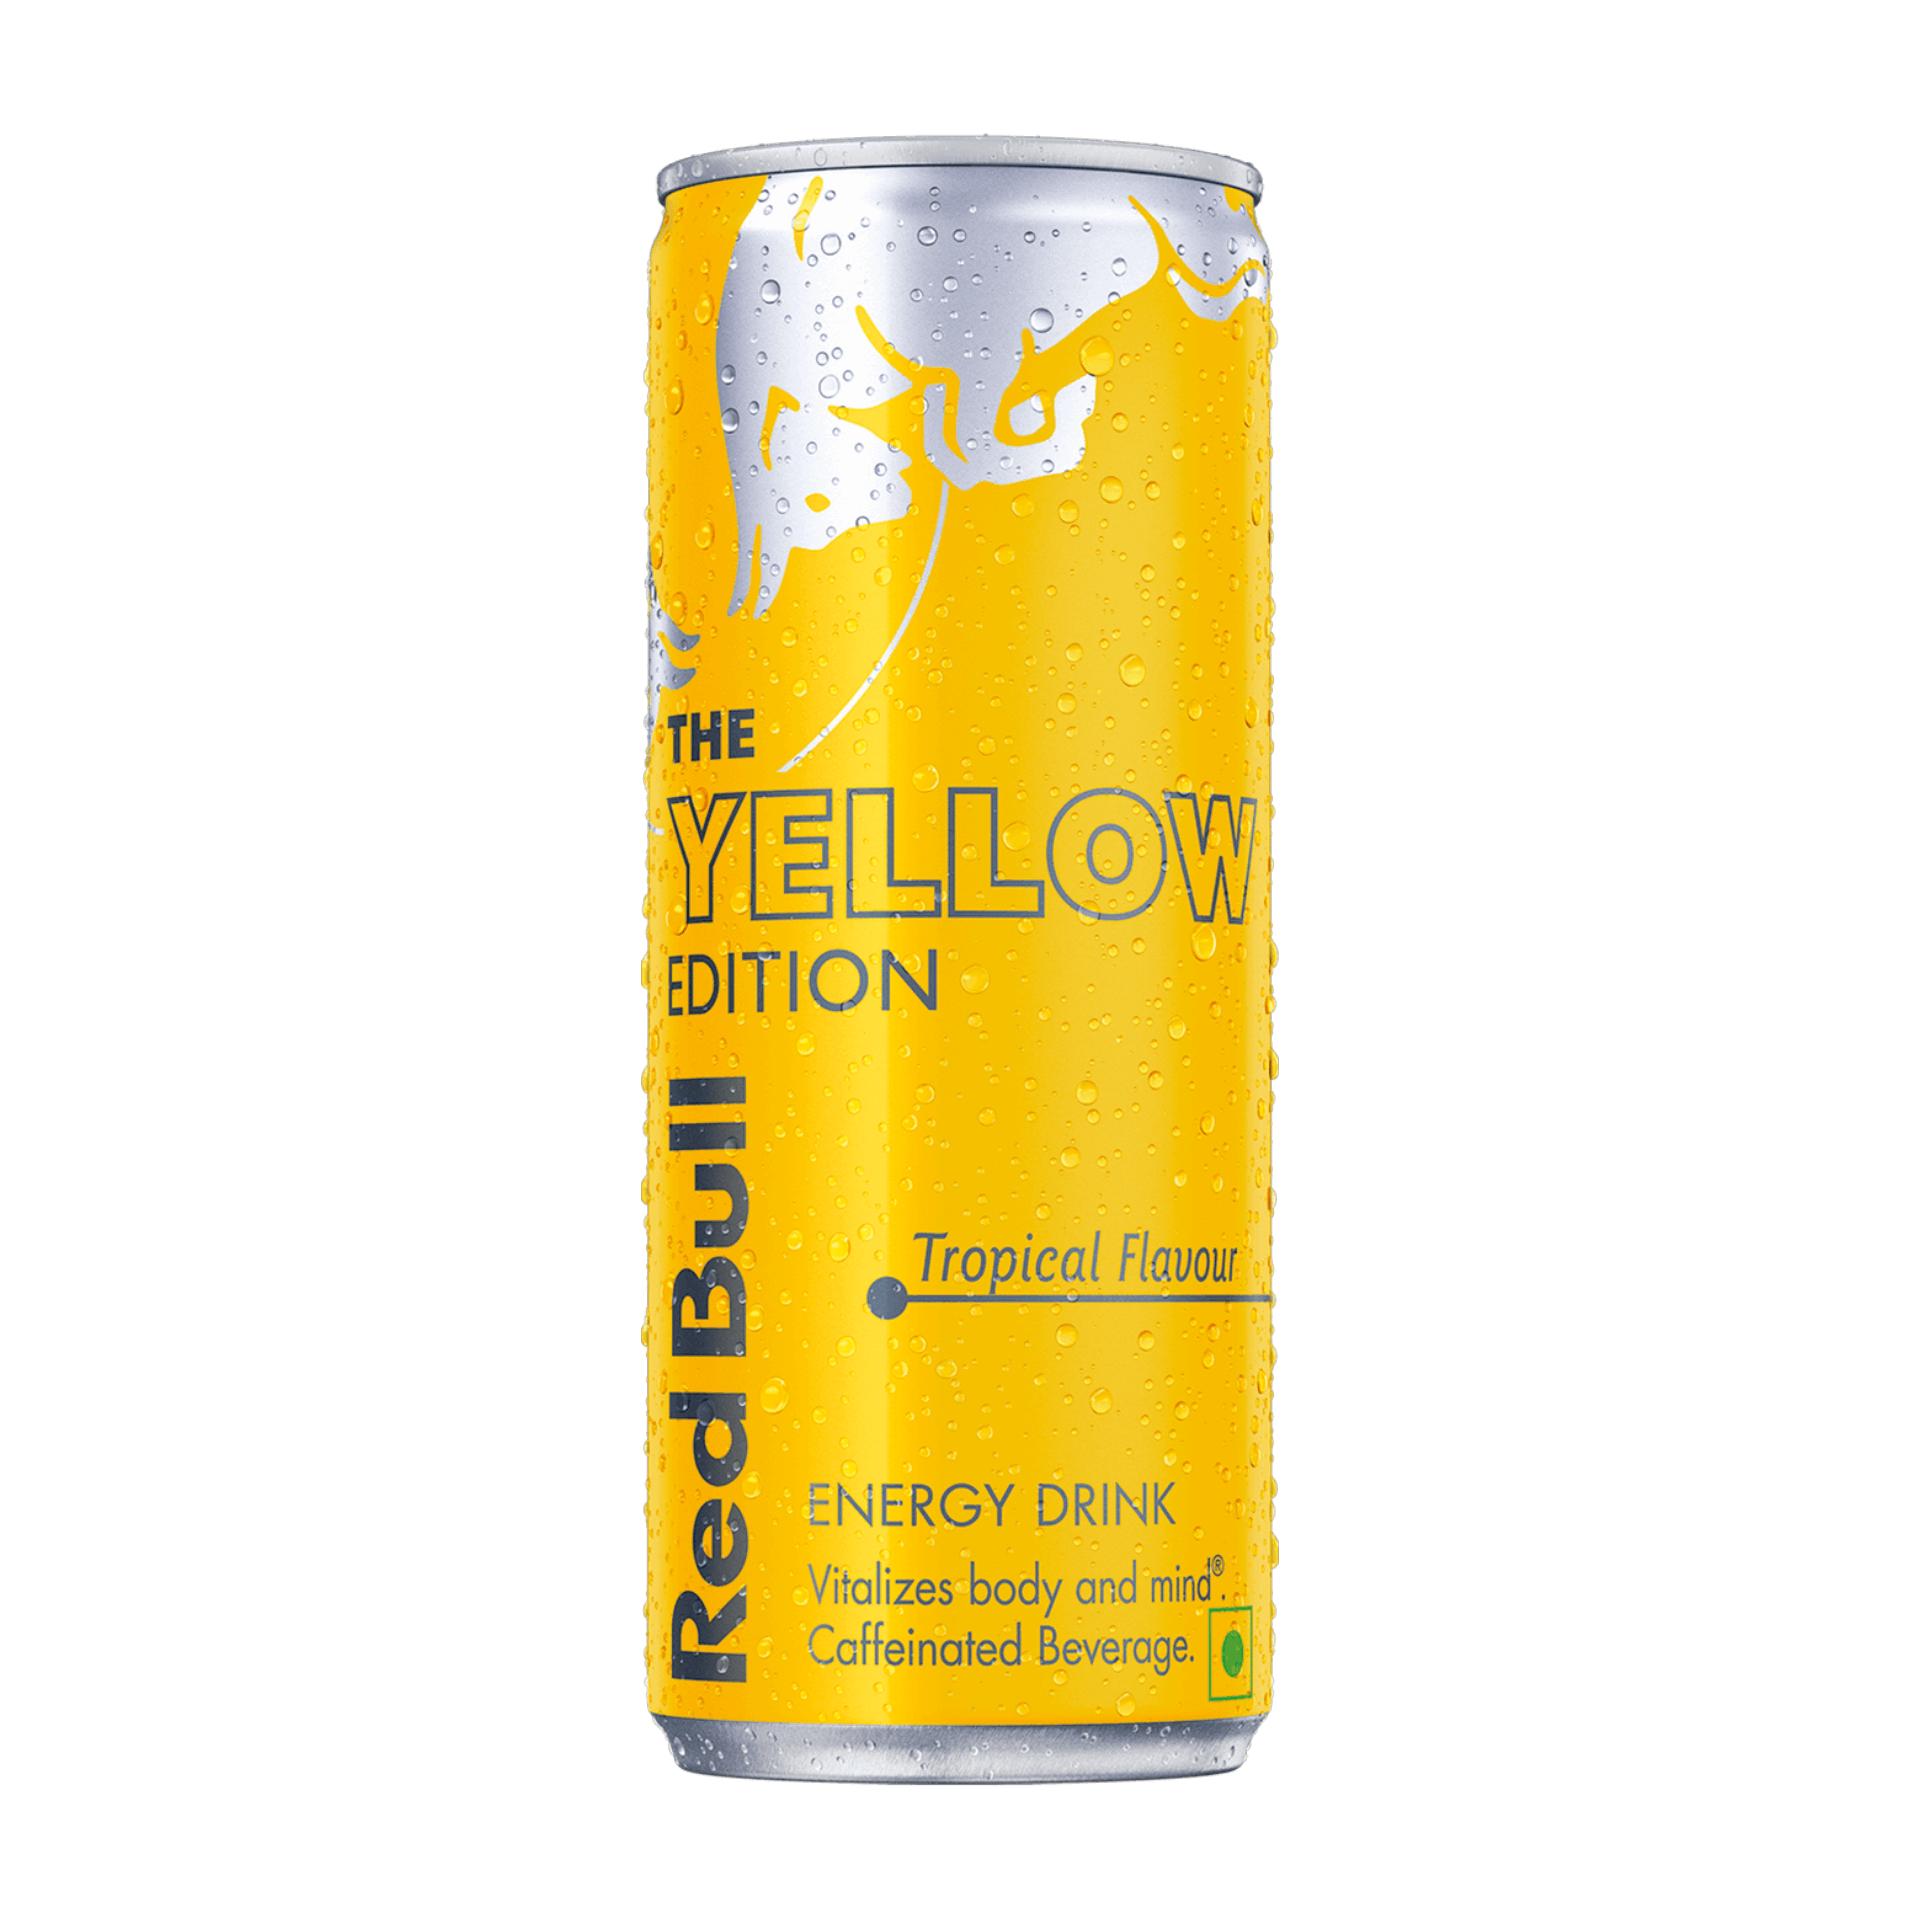 THE
YELLOW
EDITION
Red Bull
Tropical Flavour
ENERGY DRINK
Vitalizes body and mind®.
Caffeinated Beverage.